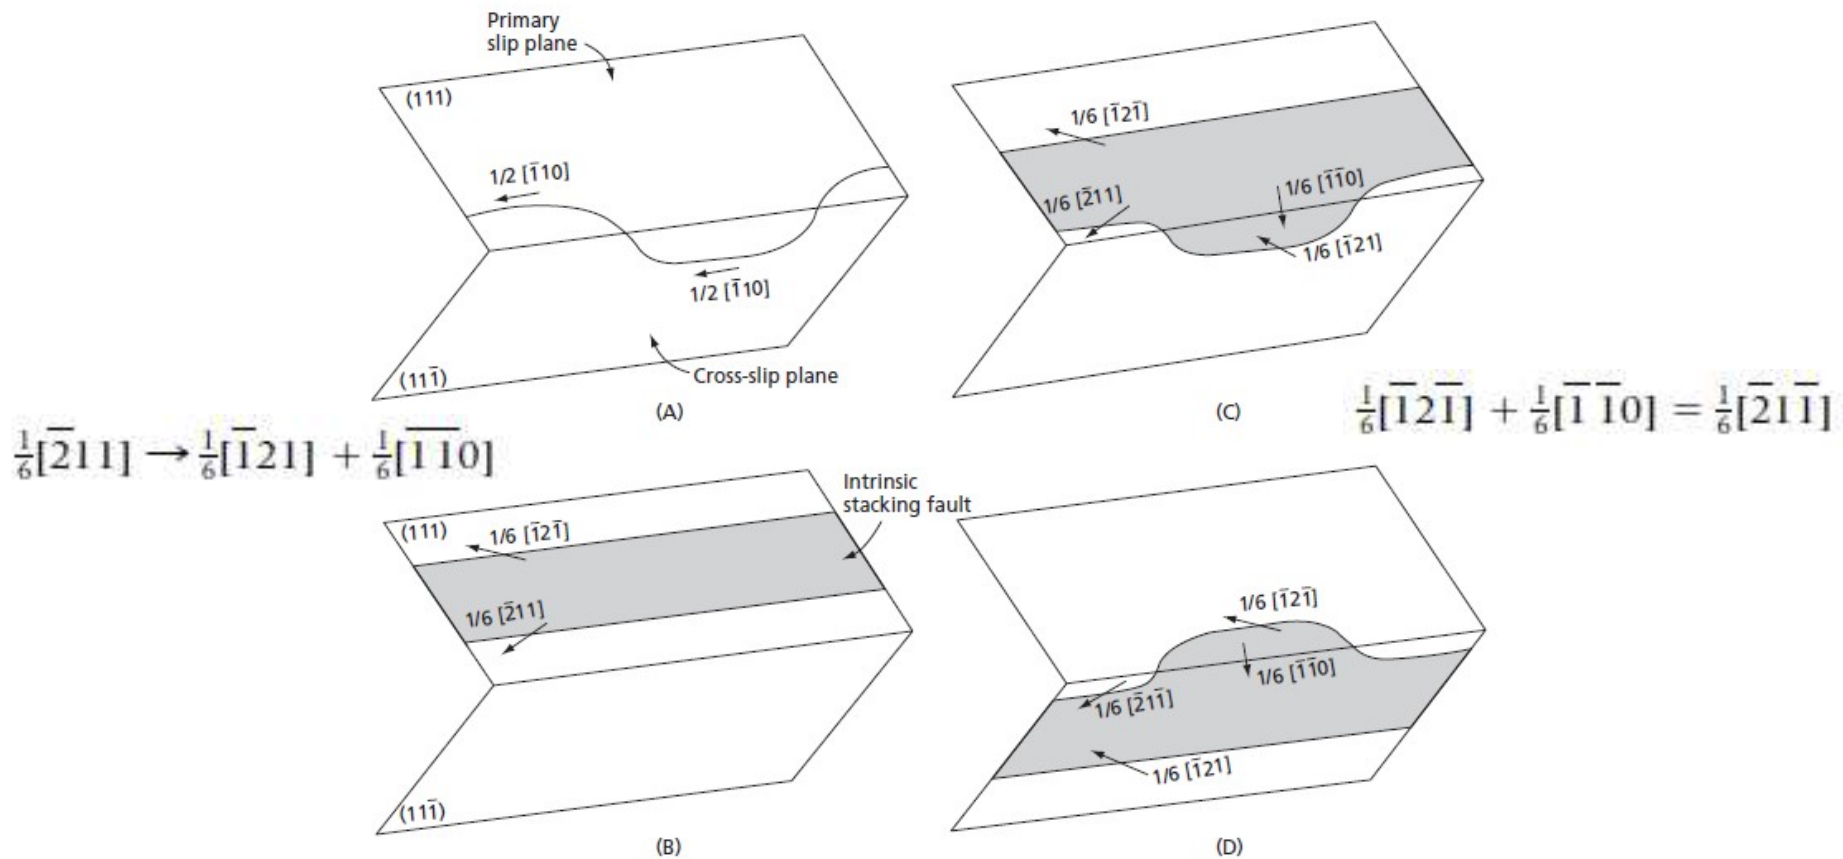 Primary
slip plane
(111)
1/2 [1̅10]
1/2 [1̅10]
(111̅)
Cross-slip plane
(A)
1/6 [1̅21̅]
1/6 [2̅11]
1/6 [1̅1̅0]
1/6 [1̅21]
(C)
1/6[2̅11] → 1/6[1̅21] + 1/6[1̅1̅0]
1/6[1̅21̅] + 1/6[1̅ 1̅0] = 1/6[2̅11̅]
(111)
1/6 [1̅21̅]
Intrinsic
stacking fault
1/6 [2̅11]
(111̅)
(B)
1/6 [1̅21̅]
1/6 [1̅1̅0]
1/6 [2̅11̅]
1/6 [1̅21]
(D)